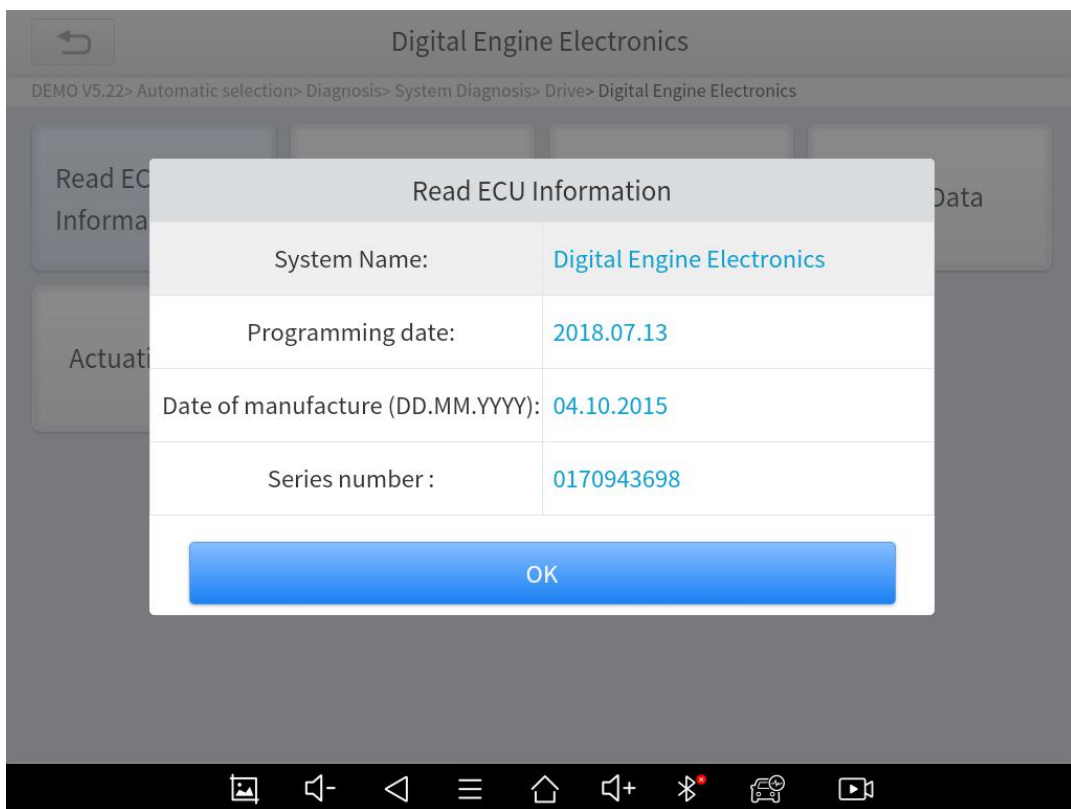 Digital Engine Electronics
DEMO V5.22> Automatic selection> Diagnosis> System Diagnosis> Drive> Digital Engine Electronics
Read EC
Informa
Data
Actuati
Read ECU Information
System Name: Digital Engine Electronics
Programming date: 2018.07.13
Date of manufacture (DD.MM.YYYY): 04.10.2015
Series number : 0170943698
OK